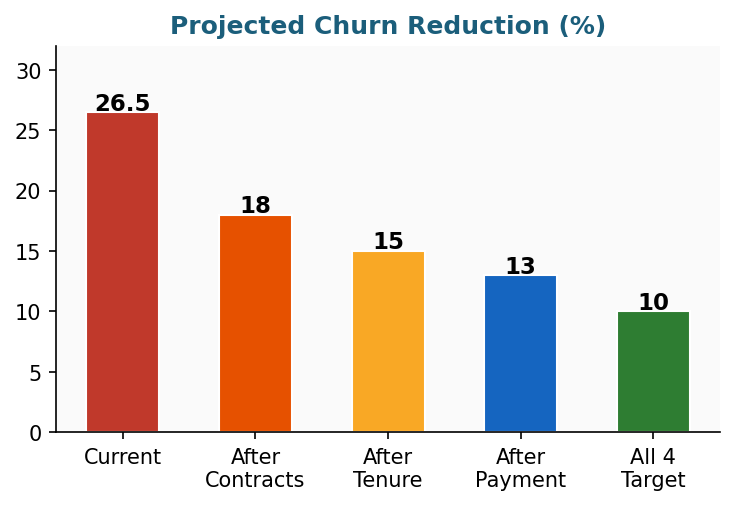 Projected Churn Reduction (%)
30
25
20
15
10
5
0
26.5
18
15
13
10
Current
After
Contracts
After
Tenure
After
Payment
All 4
Target